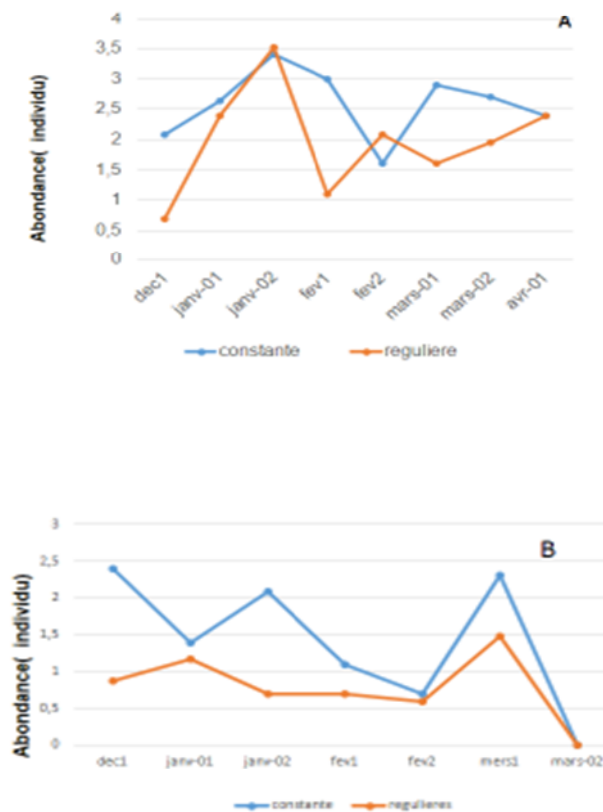 A
4
3,5
3
2,5
2
1,5
1
0,5
0
Abondance( individu)
dec1 janv-01 janv-02 fev1 fev2 mars-01 mars-02 avr-01
constante reguliere
B
3
2,5
2
1,5
1
0,5
0
Abondance( individu)
dec1 janv-01 janv-02 fev1 fev2 mers1 mars-02
constante regulieres